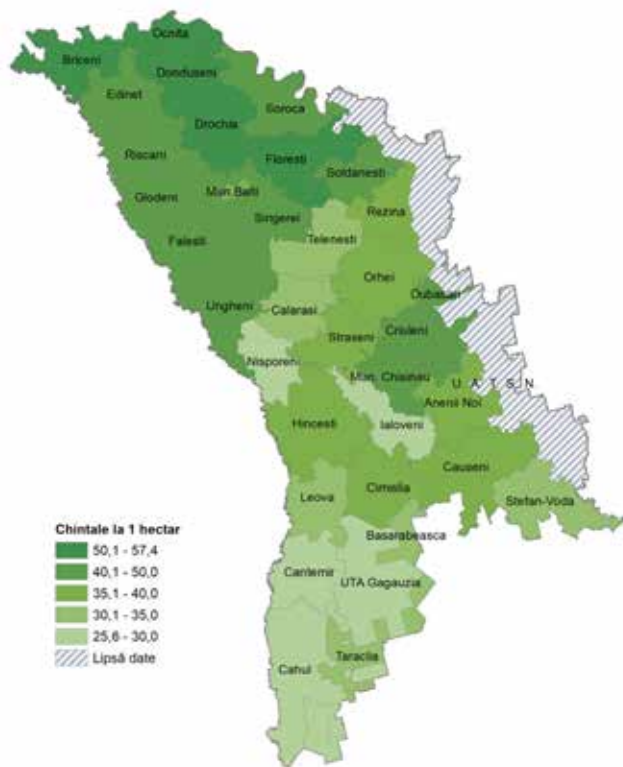 Ocnita
Briceni
Donduseni
Edinet
Soroca
Drochia
Riscani
Floresti
Soldanesti
Mun.Balti
Glodeni
Rezina
Singerei
Telenesti
Falesti
Orhei
Dubasari
Ungheni
Calarasi
Criuleni
Straseni
Nisporeni
Mun. Chisinau
U A T S N
Anenii Noi
Hincesti
Ialoveni
Causeni
Leova
Cimislia
Stefan-Voda
Basarabeasca
Cantemir
UTA Gagauzia
Taraclia
Cahul
Chintale la 1 hectar
50,1 - 57,4
40,1 - 50,0
35,1 - 40,0
30,1 - 35,0
25,6 - 30,0
Lipsă date